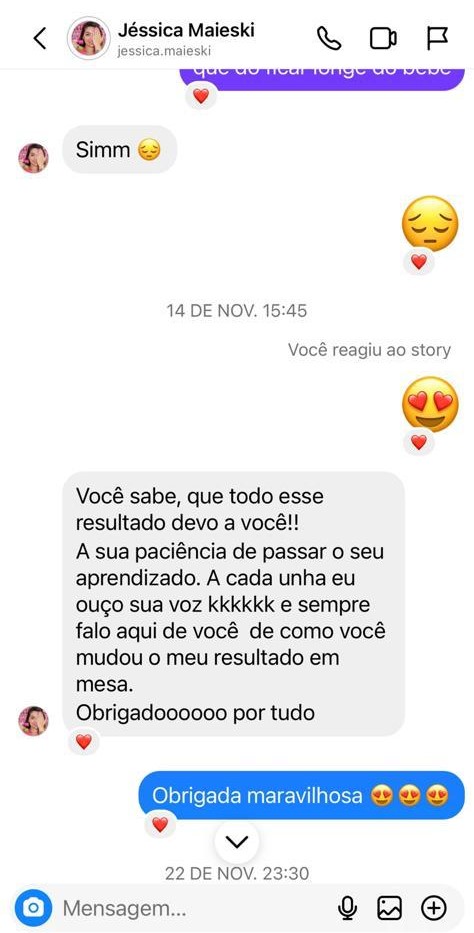 Jéssica Maieski
jessica.maieski
que do ficar longe do bebê
Simm 😔
😔
14 DE NOV. 15:45
Você reagiu ao story
😍
Você sabe, que todo esse
resultado devo a você!!
A sua paciência de passar o seu
aprendizado. A cada unha eu
ouço sua voz kkkkkk e sempre
falo aqui de você de como você
mudou o meu resultado em
mesa.
Obrigadoooooo por tudo
Obrigada maravilhosa 😍😍😍
22 DE NOV. 23:30
Mensagem...